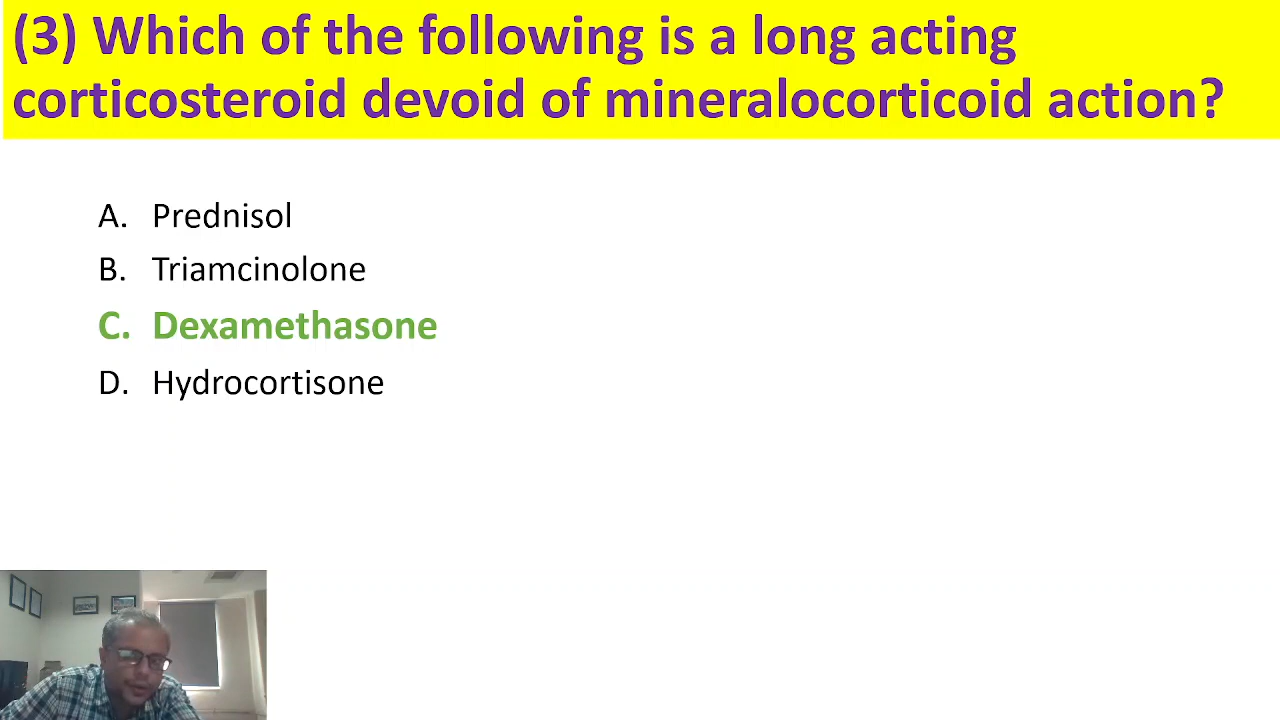 (3) Which of the following is a long acting
corticosteroid devoid of mineralocorticoid action?
A. Prednisol
B. Triamcinolone
C. Dexamethasone
D. Hydrocortisone